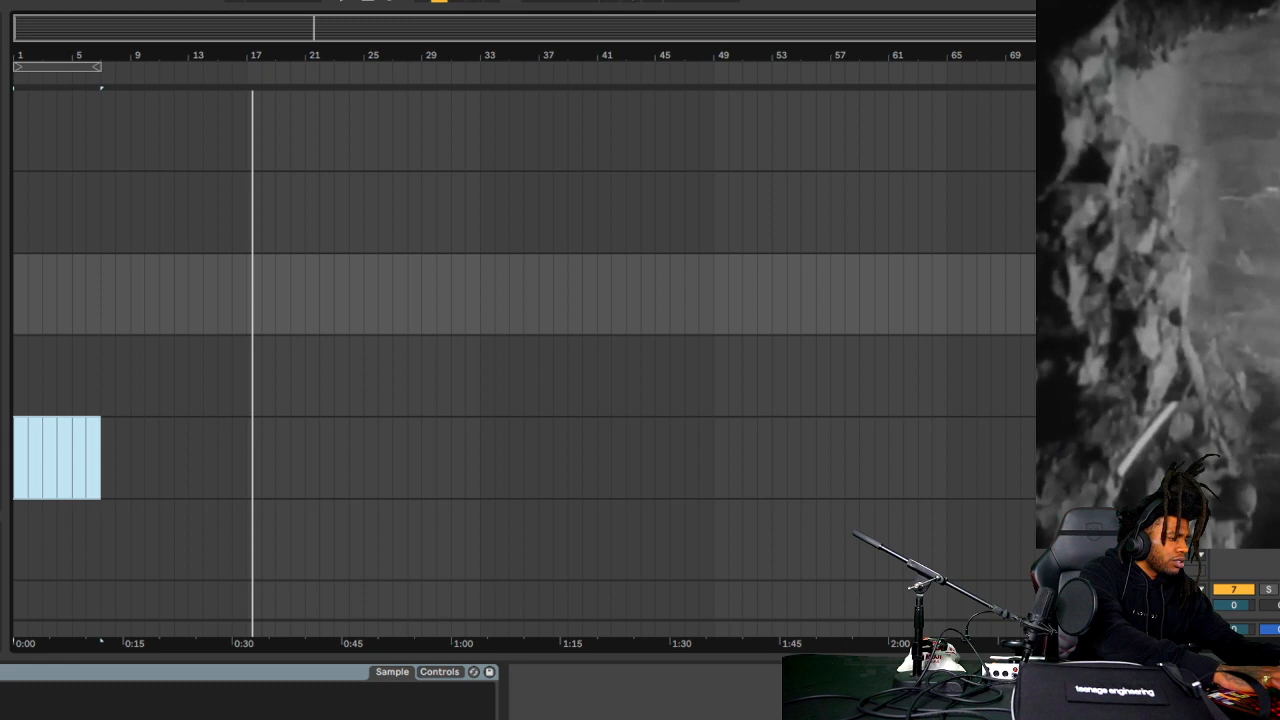 1 5 9 13 17 21 25 29 33 37 41 45 49 53 57 61 65 69
7 S
0
0
0:00 0:15 0:30 0:45 1:00 1:15 1:30 1:45 2:00
Sample Controls
teenage engineering